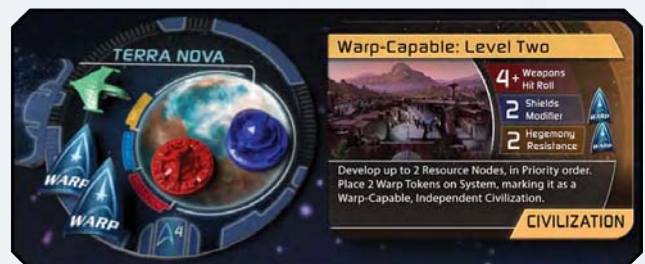 TERRA NOVA
WARP
WARP
4
Warp-Capable: Level Two
4+ Weapons
Hit Roll
2 Shields
Modifier
WARP
2 Hegemony
Resistance
WARP
Develop up to 2 Resource Nodes, in Priority order.
Place 2 Warp Tokens on System, marking it as a
Warp-Capable, Independent Civilization.
CIVILIZATION